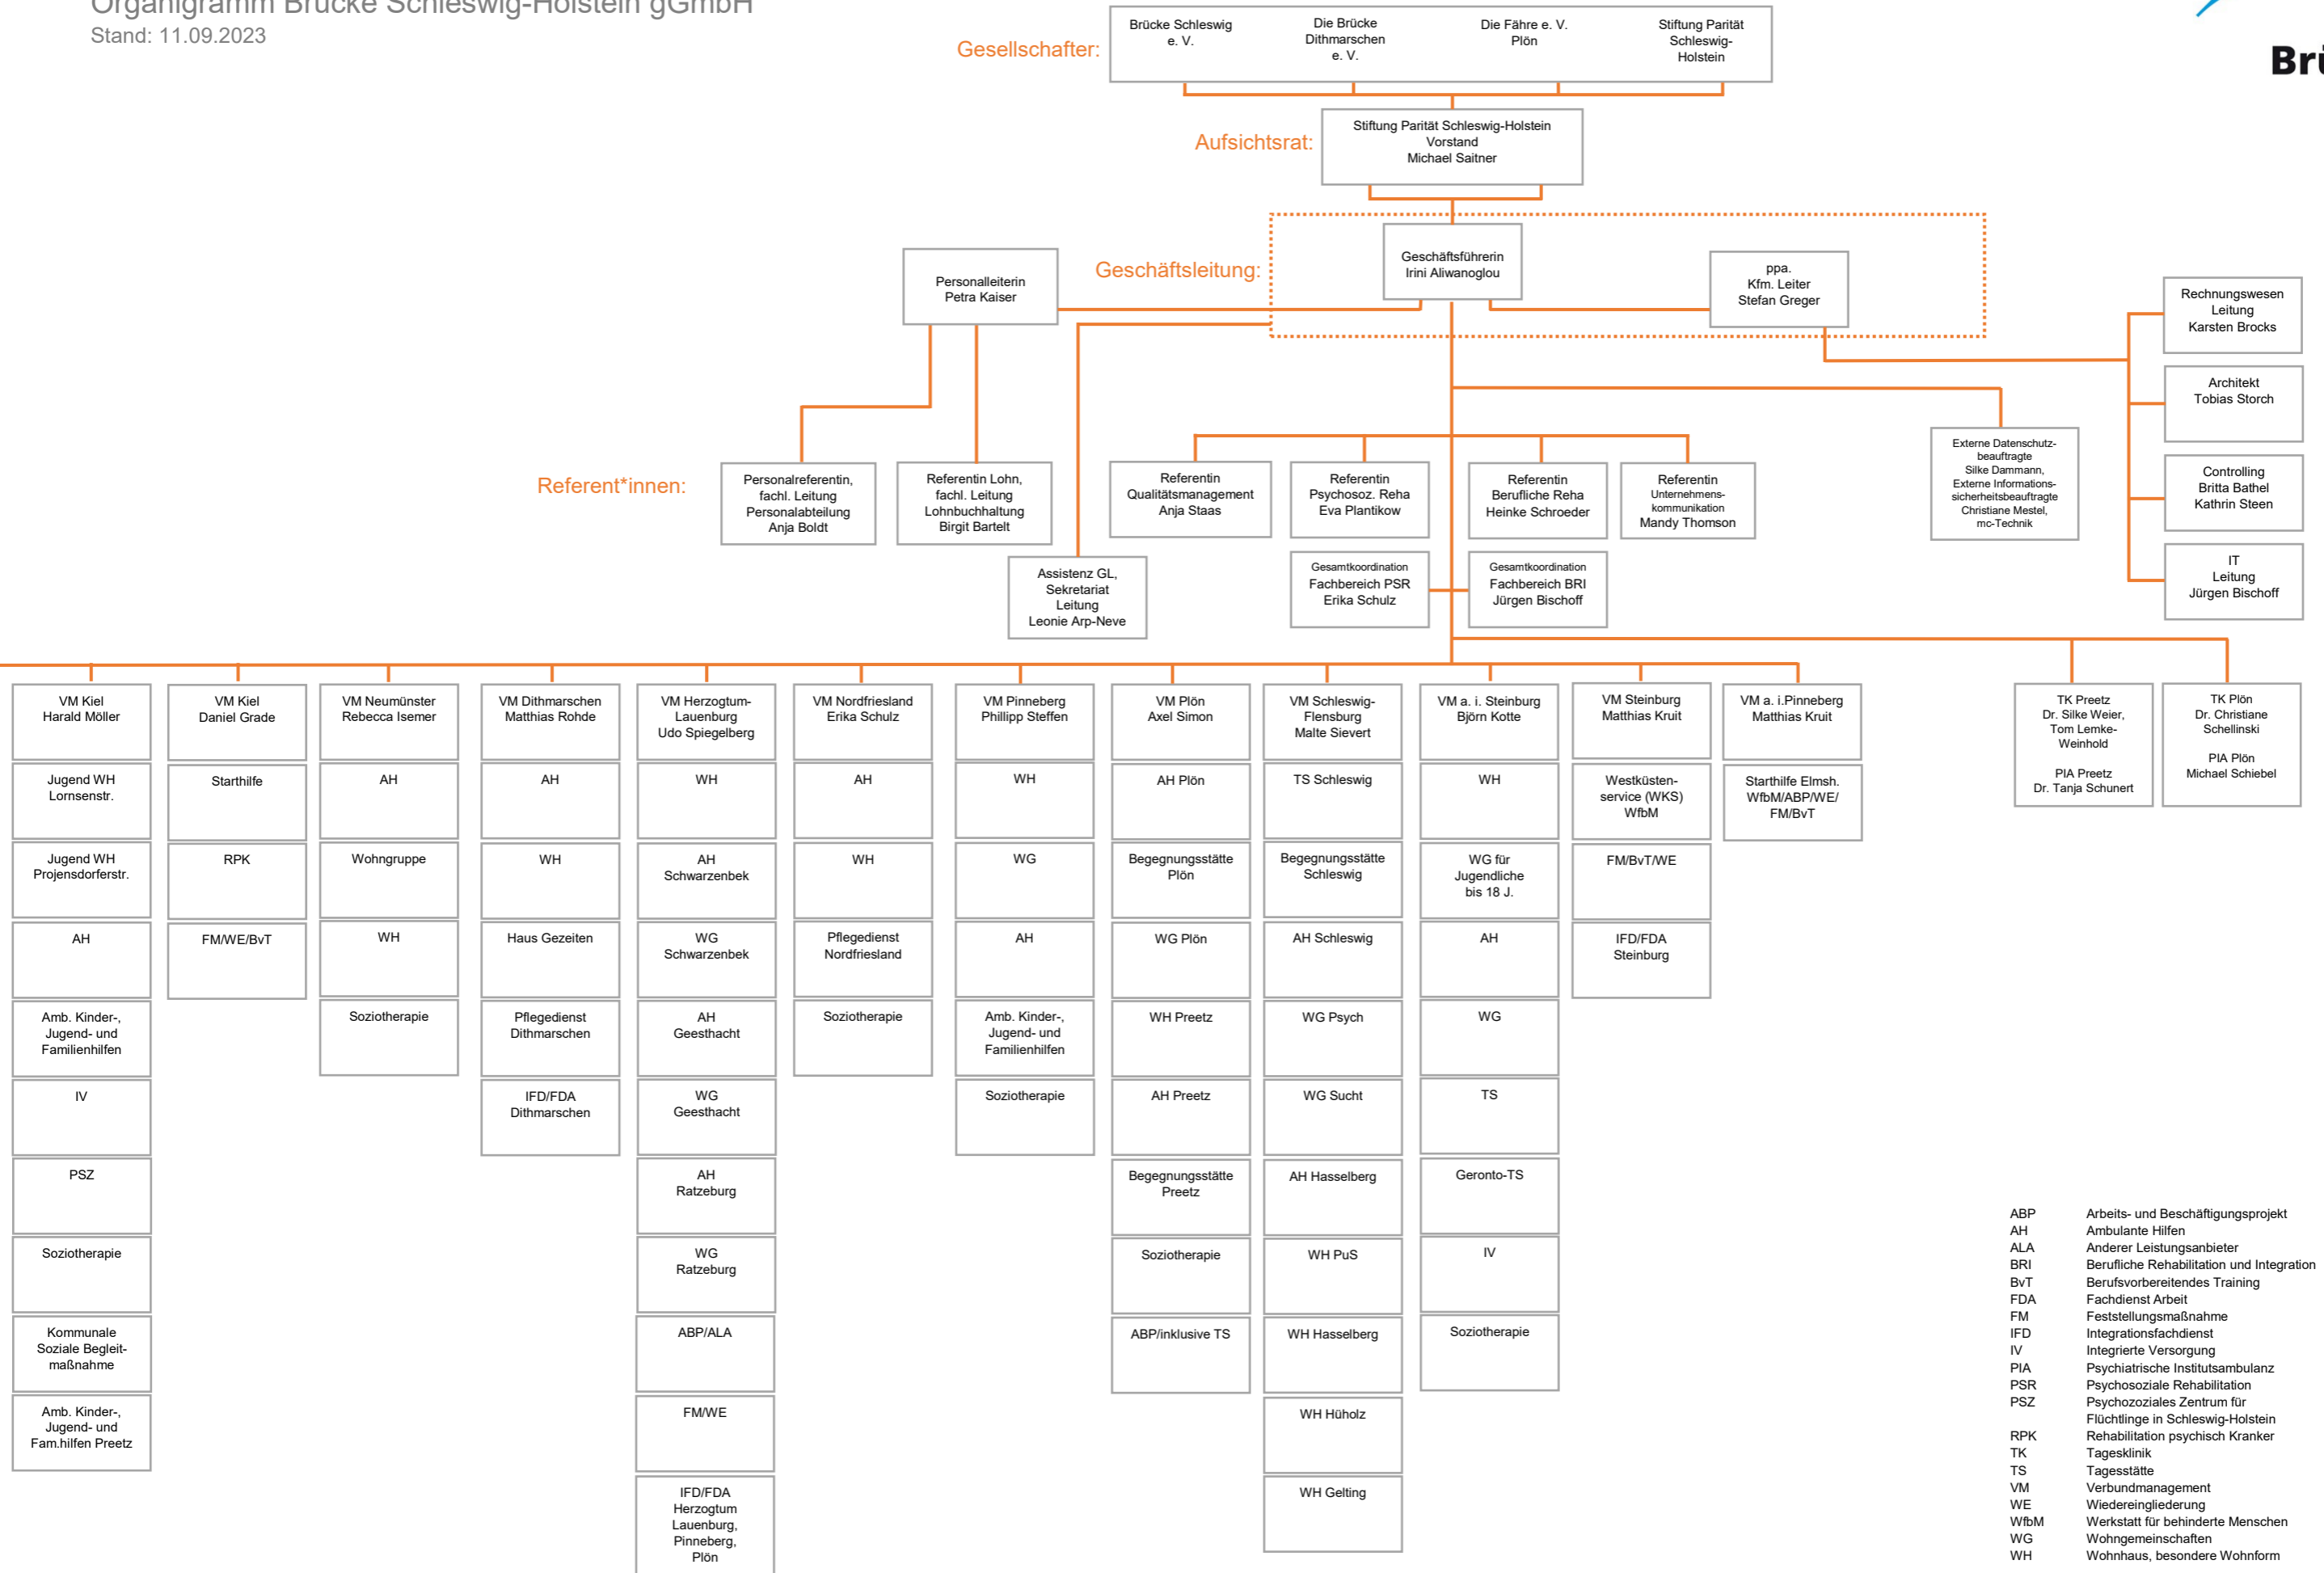 Organigramm Brücke Schleswig-Holstein gGmbH
Stand: 11.09.2023
Brü
Gesellschafter:
Brücke Schleswig
e. V.
Die Brücke
Dithmarschen
e. V.
Die Fähre e. V.
Plön
Stiftung Parität
Schleswig-
Holstein
Aufsichtsrat:
Stiftung Parität Schleswig-Holstein
Vorstand
Michael Saitner
Geschäftsleitung:
Geschäftsführerin
Irini Aliwanoglou
ppa.
Kfm. Leiter
Stefan Greger
Personalleiterin
Petra Kaiser
Rechnungswesen
Leitung
Karsten Brocks
Architekt
Tobias Storch
Controlling
Britta Bathel
Kathrin Steen
IT
Leitung
Jürgen Bischoff
Referent*innen:
Personalreferentin,
fachl. Leitung
Personalabteilung
Anja Boldt
Referentin Lohn,
fachl. Leitung
Lohnbuchhaltung
Birgit Bartelt
Referentin
Qualitätsmanagement
Anja Staas
Referentin
Psychosoz. Reha
Eva Plantikow
Referentin
Berufliche Reha
Heinke Schroeder
Referentin
Unternehmens-
kommunikation
Mandy Thomson
Externe Datenschutz-
beauftragte
Silke Dammann,
Externe Informations-
sicherheitsbeauftragte
Christiane Mestel,
mc-Technik
Assistenz GL,
Sekretariat
Leitung
Leonie Arp-Neve
Gesamtkoordination
Fachbereich PSR
Erika Schulz
Gesamtkoordination
Fachbereich BRI
Jürgen Bischoff
VM Kiel
Harald Möller
Jugend WH
Lornsenstr.
Jugend WH
Projensdorferstr.
AH
Amb. Kinder-,
Jugend- und
Familienhilfen
IV
PSZ
Soziotherapie
Kommunale
Soziale Begleit-
maßnahme
Amb. Kinder-,
Jugend- und
Fam.hilfen Preetz
VM Kiel
Daniel Grade
Starthilfe
RPK
FM/WE/BvT
VM Neumünster
Rebecca Isemer
AH
Wohngruppe
WH
Soziotherapie
VM Dithmarschen
Matthias Rohde
AH
WH
Haus Gezeiten
Pflegedienst
Dithmarschen
IFD/FDA
Dithmarschen
VM Herzogtum-
Lauenburg
Udo Spiegelberg
WH
AH
Schwarzenbek
WG
Schwarzenbek
AH
Geesthacht
WG
Geesthacht
AH
Ratzeburg
WG
Ratzeburg
ABP/ALA
FM/WE
IFD/FDA
Herzogtum
Lauenburg,
Pinneberg,
Plön
VM Nordfriesland
Erika Schulz
AH
WH
Pflegedienst
Nordfriesland
Soziotherapie
VM Pinneberg
Phillipp Steffen
WH
WG
AH
Amb. Kinder-,
Jugend- und
Familienhilfen
Soziotherapie
VM Plön
Axel Simon
AH Plön
Begegnungsstätte
Plön
WG Plön
WH Preetz
AH Preetz
Begegnungsstätte
Preetz
Soziotherapie
ABP/inklusive TS
VM Schleswig-
Flensburg
Malte Sievert
TS Schleswig
Begegnungsstätte
Schleswig
AH Schleswig
WG Psych
WG Sucht
AH Hasselberg
WH PuS
WH Hasselberg
WH Hüholz
WH Gelting
VM a. i. Steinburg
Björn Kotte
WH
WG für
Jugendliche
bis 18 J.
AH
WG
TS
Geronto-TS
IV
Soziotherapie
VM Steinburg
Matthias Kruit
Westküsten-
service (WKS)
WfbM
FM/BvT/WE
IFD/FDA
Steinburg
VM a. i.Pinneberg
Matthias Kruit
Starthilfe Elmsh.
WfbM/ABP/WE/
FM/BvT
TK Preetz
Dr. Silke Weier,
Tom Lemke-
Weinhold
PIA Preetz
Dr. Tanja Schunert
TK Plön
Dr. Christiane
Schellinski
PIA Plön
Michael Schiebel
ABP Arbeits- und Beschäftigungsprojekt
AH Ambulante Hilfen
ALA Anderer Leistungsanbieter
BRI Berufliche Rehabilitation und Integration
BvT Berufsvorbereitendes Training
FDA Fachdienst Arbeit
FM Feststellungsmaßnahme
IFD Integrationsfachdienst
IV Integrierte Versorgung
PIA Psychiatrische Institutsambulanz
PSR Psychosoziale Rehabilitation
PSZ Psychozoziales Zentrum für
Flüchtlinge in Schleswig-Holstein
RPK Rehabilitation psychisch Kranker
TK Tagesklinik
TS Tagesstätte
VM Verbundmanagement
WE Wiedereingliederung
WfbM Werkstatt für behinderte Menschen
WG Wohngemeinschaften
WH Wohnhaus, besondere Wohnform